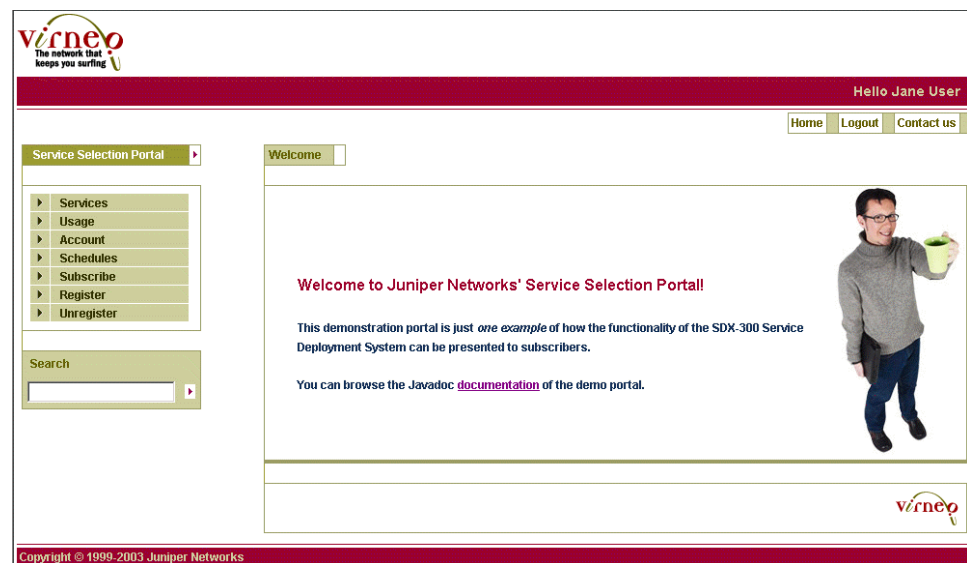 Virneo
The network that
keeps you surfing
Hello Jane User
Home Logout Contact us
Service Selection Portal
Welcome
Services
Usage
Account
Schedules
Subscribe
Register
Unregister
Search
Welcome to Juniper Networks' Service Selection Portal!
This demonstration portal is just one example of how the functionality of the SDX-300 Service
Deployment System can be presented to subscribers.
You can browse the Javadoc documentation of the demo portal.
Virneo
Copyright © 1999-2003 Juniper Networks